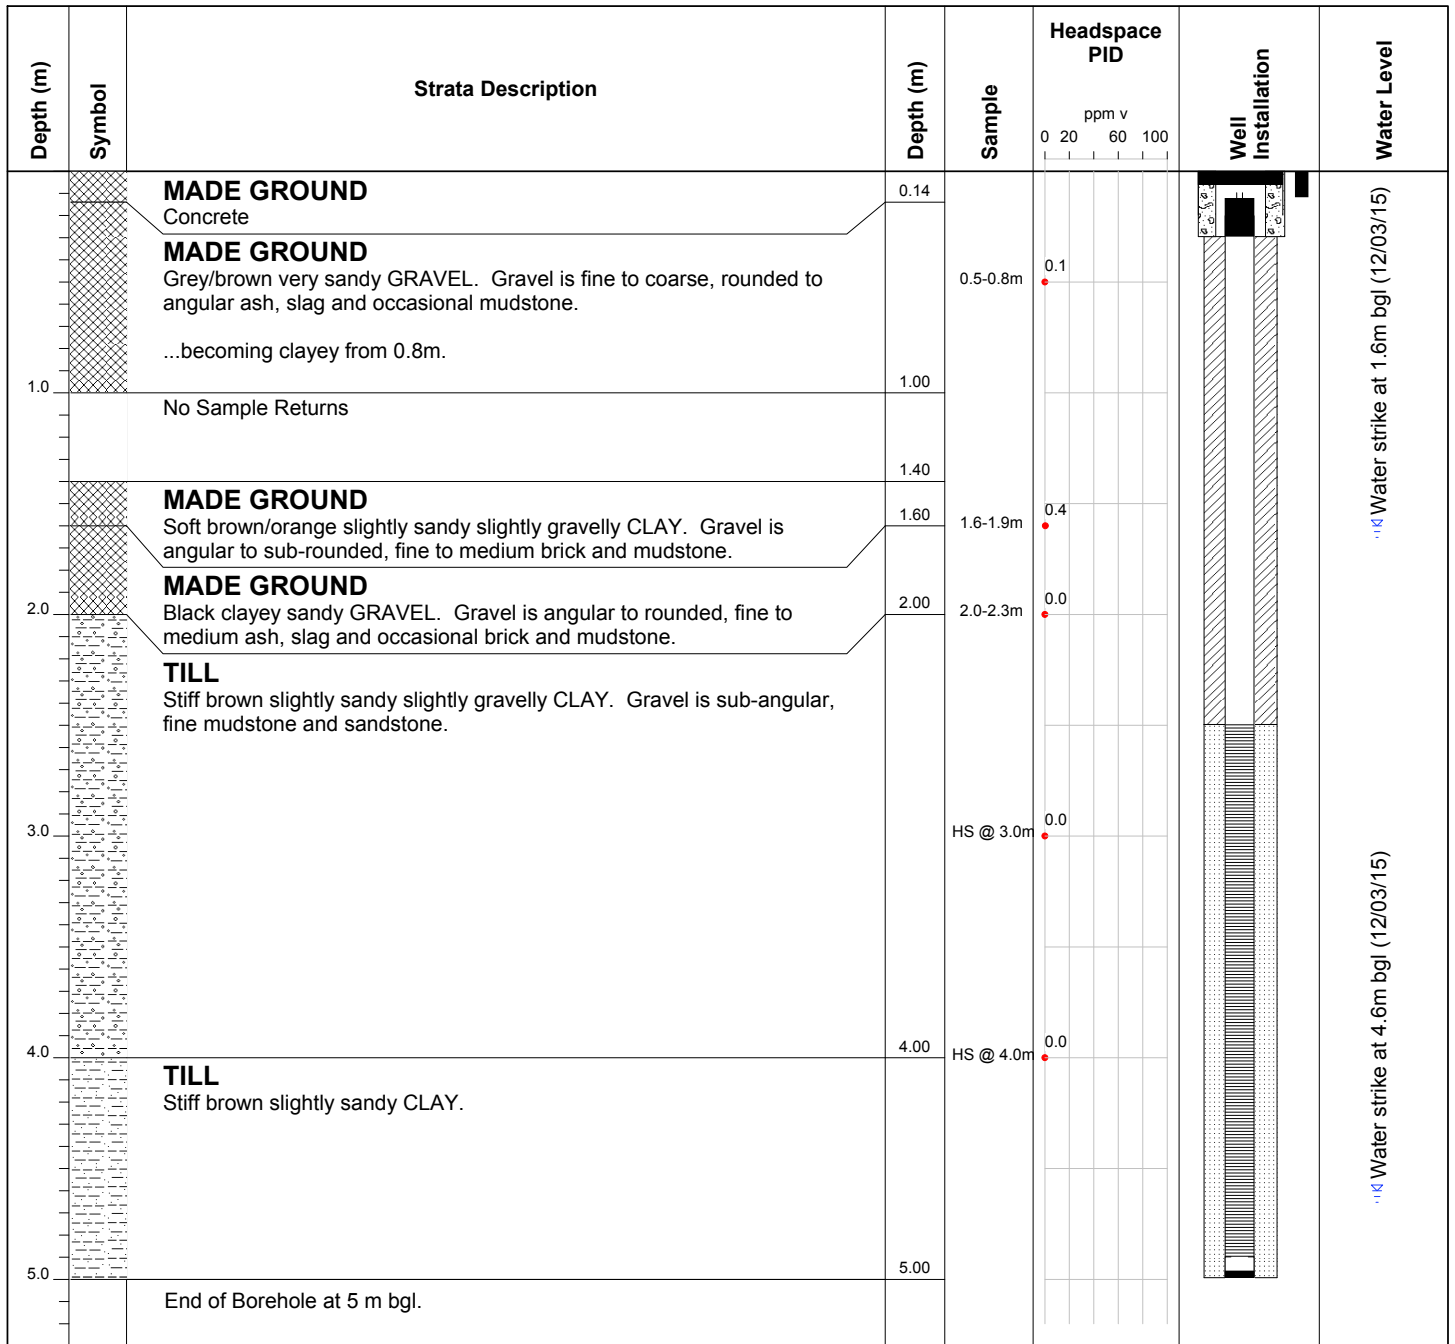 Depth (m)
Symbol
Strata Description
Depth (m)
Sample
Headspace
PID
ppm v
0 20 60 100
Well
Installation
Water Level
MADE GROUND
0.14
Concrete
MADE GROUND
Grey/brown very sandy GRAVEL. Gravel is fine to coarse, rounded to
angular ash, slag and occasional mudstone.
0.5-0.8m
0.1
...becoming clayey from 0.8m.
1.0
1.00
No Sample Returns
1.40
MADE GROUND
Soft brown/orange slightly sandy slightly gravelly CLAY. Gravel is
angular to sub-rounded, fine to medium brick and mudstone.
1.60
1.6-1.9m
0.4
Water strike at 1.6m bgl (12/03/15)
MADE GROUND
Black clayey sandy GRAVEL. Gravel is angular to rounded, fine to
medium ash, slag and occasional brick and mudstone.
2.0
2.00
2.0-2.3m
0.0
TILL
Stiff brown slightly sandy slightly gravelly CLAY. Gravel is sub-angular,
fine mudstone and sandstone.
3.0
HS @ 3.0m
0.0
4.0
4.00
HS @ 4.0m
0.0
TILL
Stiff brown slightly sandy CLAY.
Water strike at 4.6m bgl (12/03/15)
5.0
5.00
End of Borehole at 5 m bgl.